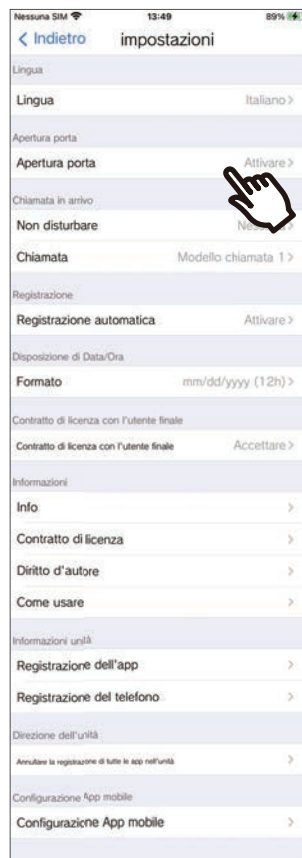 Nessuna SIM 13:49 89%
Indietro impostazioni
Lingua
Lingua Italiano
Apertura porta
Apertura porta Attivare
Chiamata in arrivo
Non disturbare
Chiamata Modello chiamata 1
Registrazione
Registrazione automatica Attivare
Disposizione di Data/Ora
Formato mm/dd/yyyy (12h)
Contratto di licenza con l'utente finale
Contratto di licenza con l'utente finale Accettare
Informazioni
Info
Contratto di licenza
Diritto d'autore
Come usare
Informazioni unità
Registrazione dell'app
Registrazione del telefono
Direzione dell'unità
Annullare la registrazione di tutte le app nell'unità
Configurazione App mobile
Configurazione App mobile